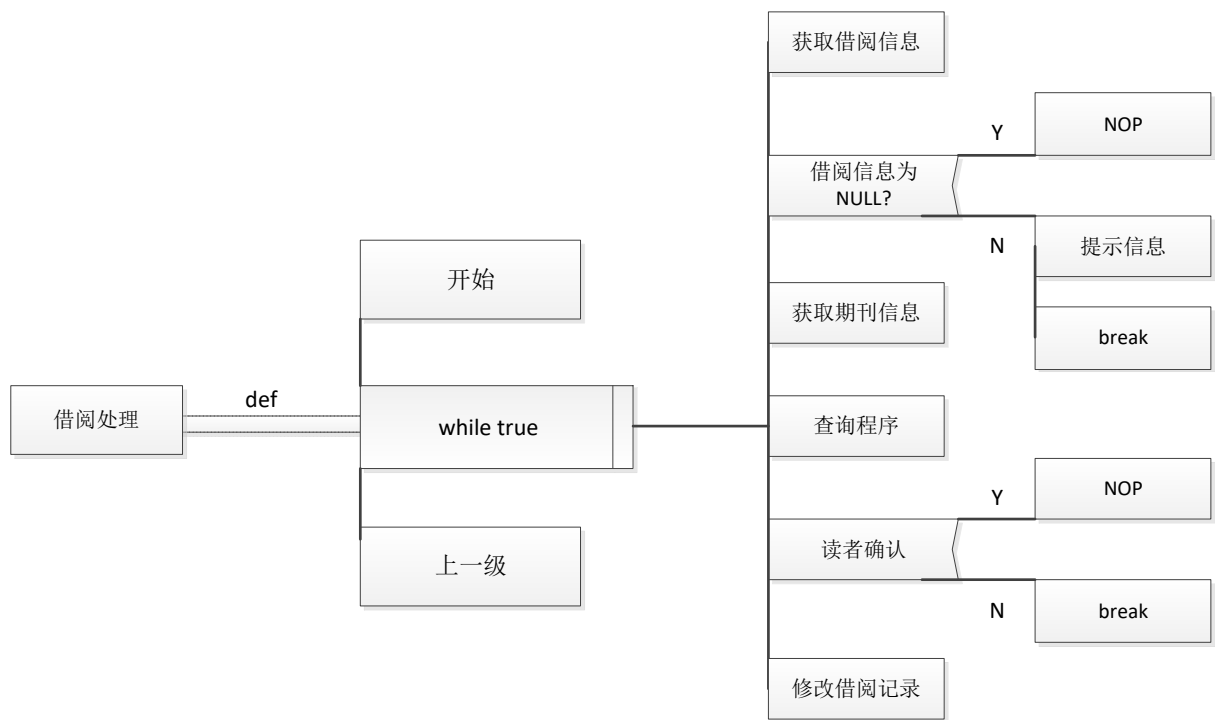 借阅处理
def
开始
while true
上一级
获取借阅信息
借阅信息为
NULL?
Y
NOP
N
提示信息
break
获取期刊信息
查询程序
读者确认
Y
NOP
N
break
修改借阅记录